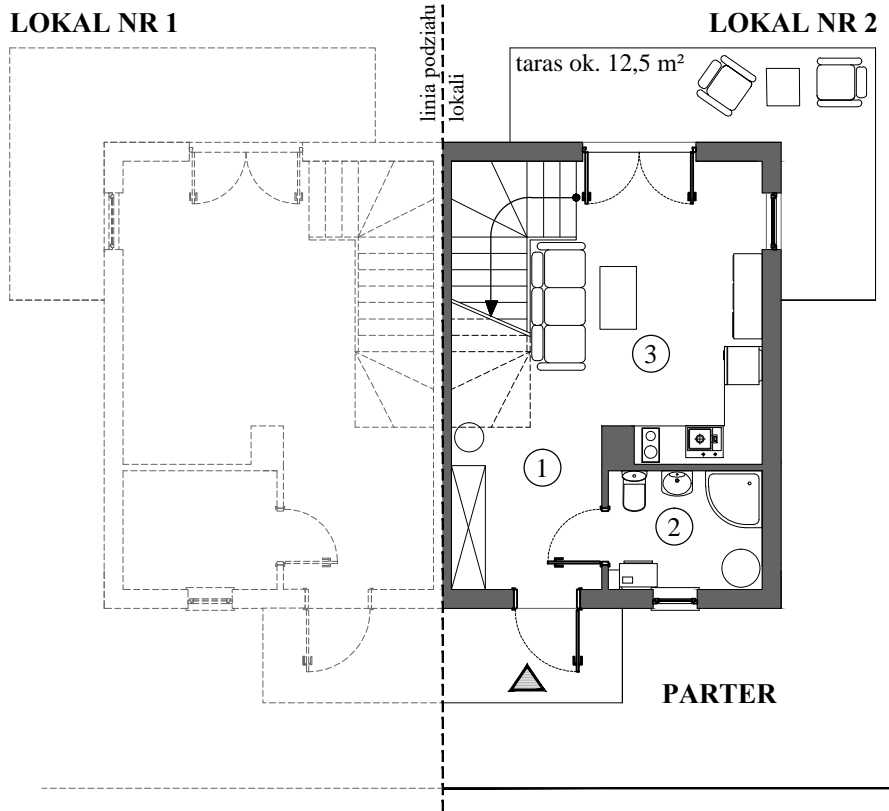 LOKAL NR 1
LOKAL NR 2
linia podziału
lokali
taras ok. 12,5 m²
3
1
2
PARTER